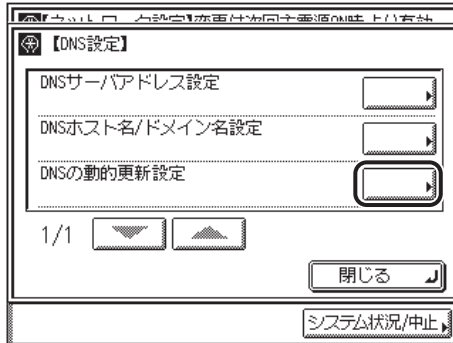 【DNS設定】
DNSサーバアドレス設定
DNSホスト名/ドメイン名設定
DNSの動的更新設定
1/1
閉じる
システム状況/中止